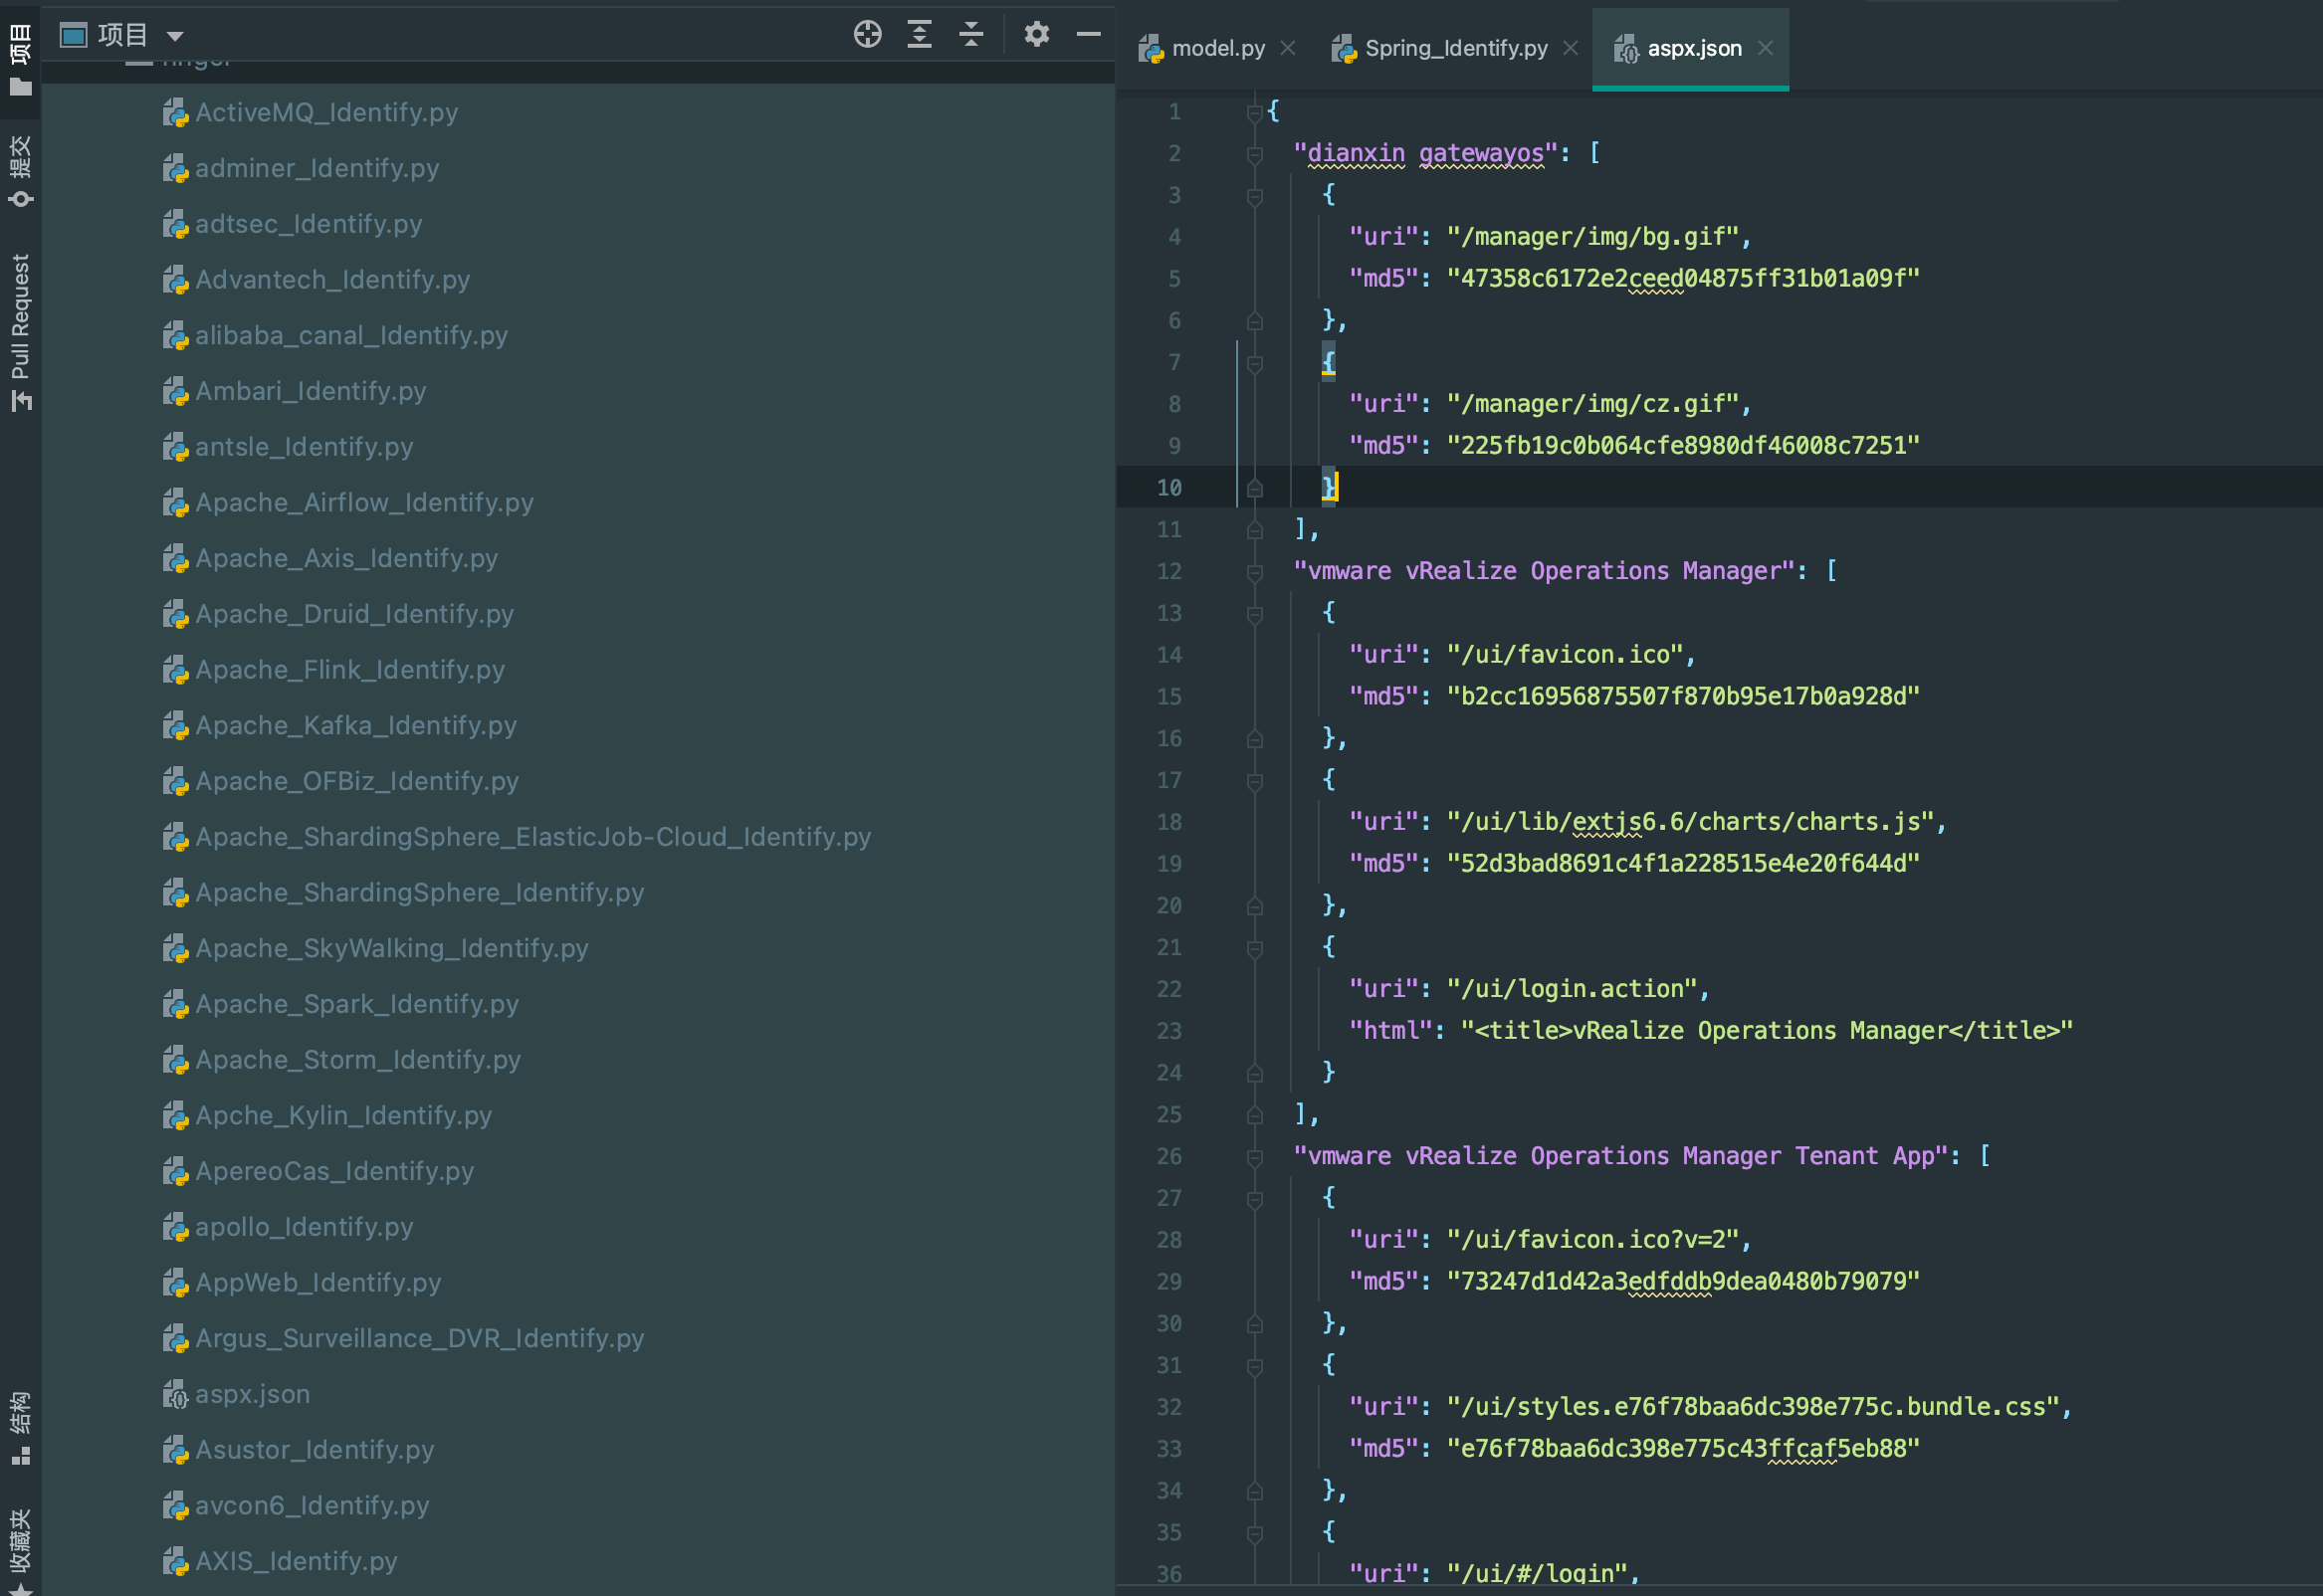 项目
提交
Pull Request
结构
收藏夹
项目
ActiveMQ_Identify.py
adminer_Identify.py
adtsec_Identify.py
Advantech_Identify.py
alibaba_canal_Identify.py
Ambari_Identify.py
antsle_Identify.py
Apache_Airflow_Identify.py
Apache_Axis_Identify.py
Apache_Druid_Identify.py
Apache_Flink_Identify.py
Apache_Kafka_Identify.py
Apache_OFBiz_Identify.py
Apache_ShardingSphere_ElasticJob-Cloud_Identify.py
Apache_ShardingSphere_Identify.py
Apache_SkyWalking_Identify.py
Apache_Spark_Identify.py
Apache_Storm_Identify.py
Apche_Kylin_Identify.py
ApereoCas_Identify.py
apollo_Identify.py
AppWeb_Identify.py
Argus_Surveillance_DVR_Identify.py
aspx.json
Asustor_Identify.py
avcon6_Identify.py
AXIS_Identify.py
model.py Spring_Identify.py aspx.json
1 {
2 "dianxin gatewayos": [
3 {
4 "uri": "/manager/img/bg.gif",
5 "md5": "47358c6172e2ceed04875ff31b01a09f"
6 },
7 {
8 "uri": "/manager/img/cz.gif",
9 "md5": "225fb19c0b064cfe8980df46008c7251"
10 }
11 ],
12 "vmware vRealize Operations Manager": [
13 {
14 "uri": "/ui/favicon.ico",
15 "md5": "b2cc16956875507f870b95e17b0a928d"
16 },
17 {
18 "uri": "/ui/lib/extjs6.6/charts/charts.js",
19 "md5": "52d3bad8691c4f1a228515e4e20f644d"
20 },
21 {
22 "uri": "/ui/login.action",
23 "html": "<title>vRealize Operations Manager</title>"
24 }
25 ],
26 "vmware vRealize Operations Manager Tenant App": [
27 {
28 "uri": "/ui/favicon.ico?v=2",
29 "md5": "73247d1d42a3edfddb9dea0480b79079"
30 },
31 {
32 "uri": "/ui/styles.e76f78baa6dc398e775c.bundle.css",
33 "md5": "e76f78baa6dc398e775c43ffcaf5eb88"
34 },
35 {
36 "uri": "/ui/#/login",